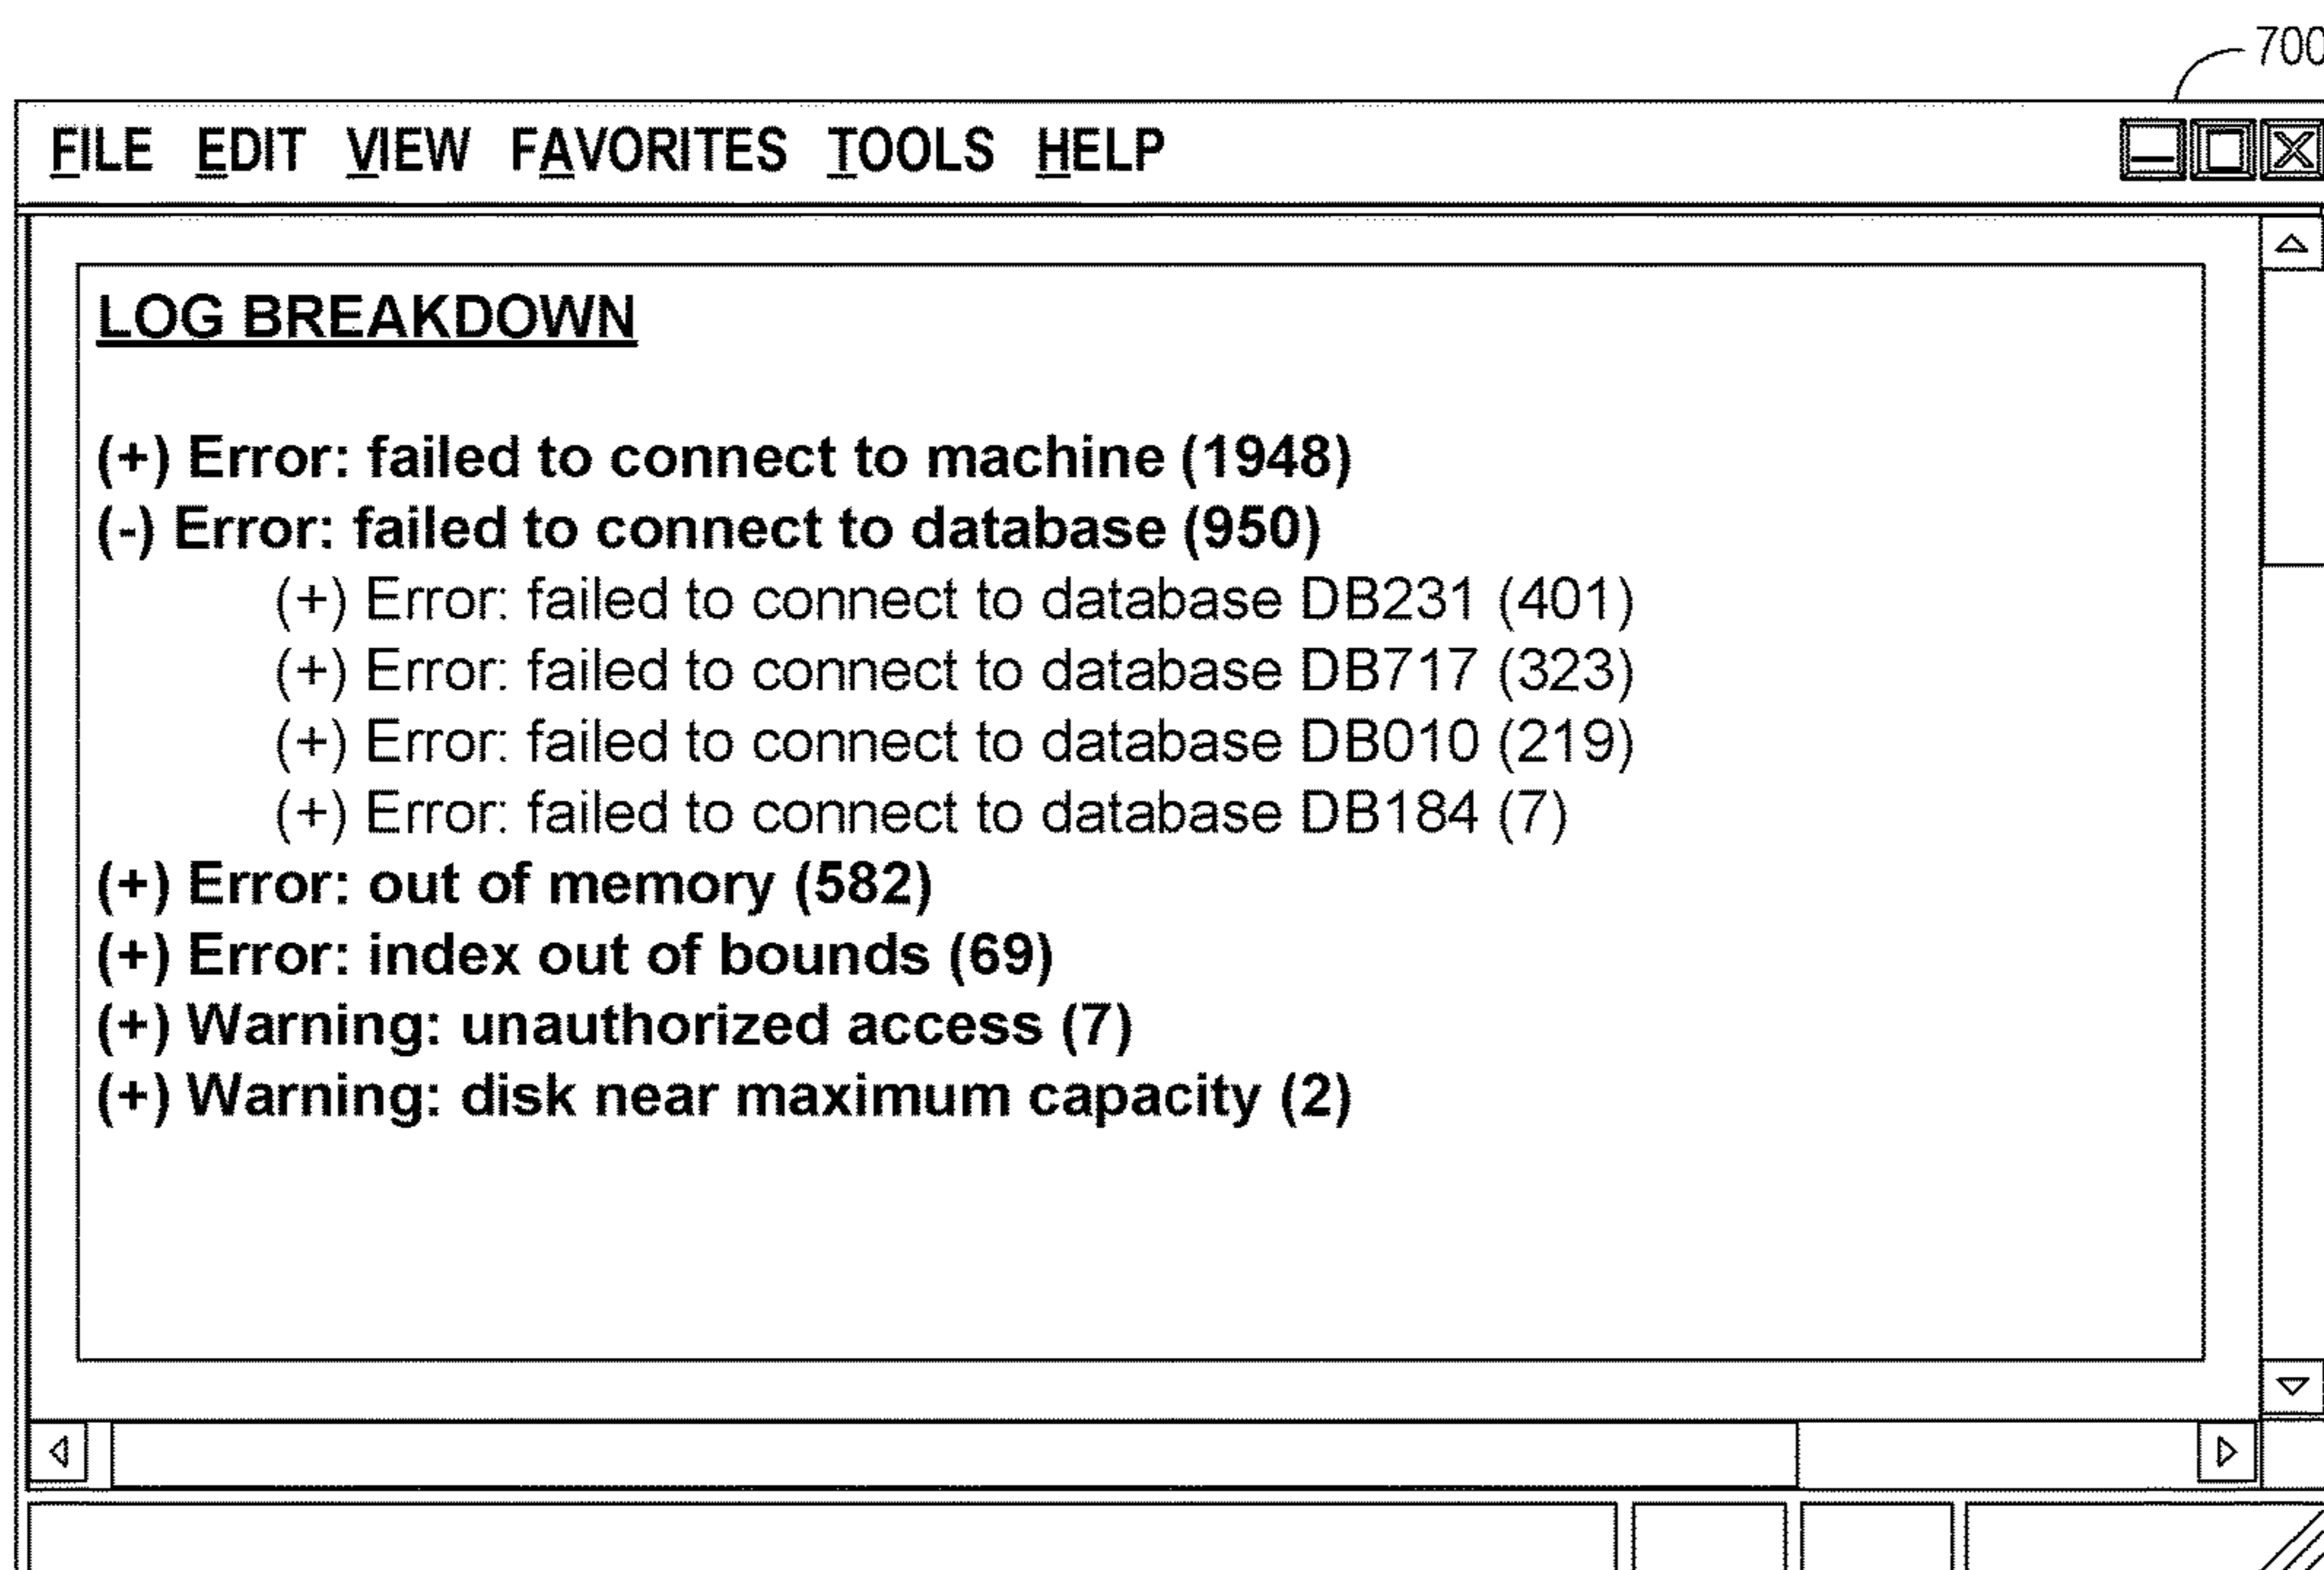 700
FILE EDIT VIEW FAVORITES TOOLS HELP
LOG BREAKDOWN
(+) Error: failed to connect to machine (1948)
(-) Error: failed to connect to database (950)
(+) Error: failed to connect to database DB231 (401)
(+) Error: failed to connect to database DB717 (323)
(+) Error: failed to connect to database DB010 (219)
(+) Error: failed to connect to database DB184 (7)
(+) Error: out of memory (582)
(+) Error: index out of bounds (69)
(+) Warning: unauthorized access (7)
(+) Warning: disk near maximum capacity (2)